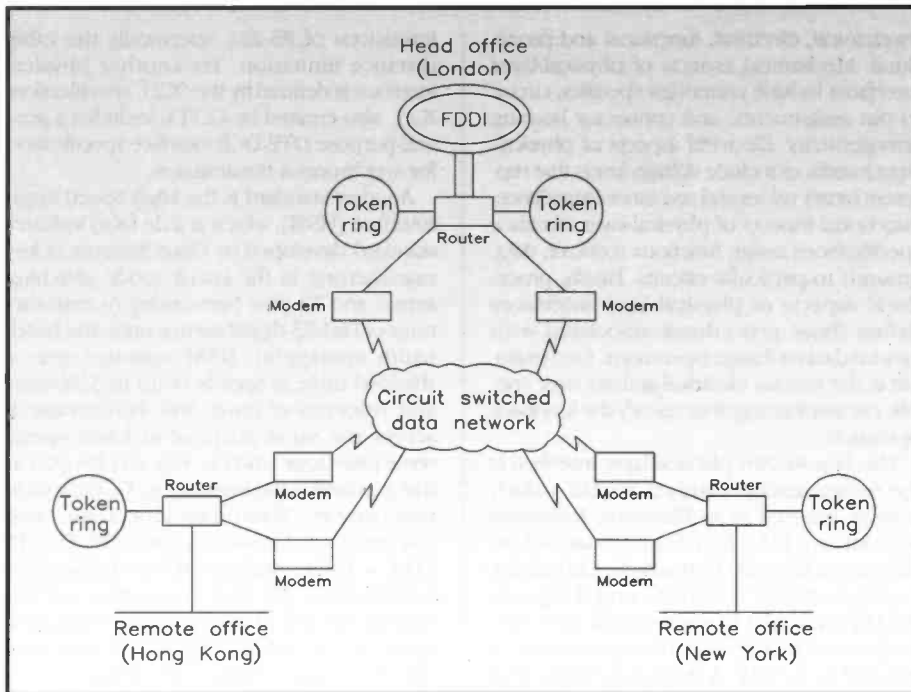 Head office
(London)
FDDI
Token
ring
Token
ring
Router
Modem
Modem
Circuit switched
data network
Router
Modem
Modem
Router
Token
ring
Token
ring
Modem
Modem
Remote office
(Hong Kong)
Remote office
(New York)